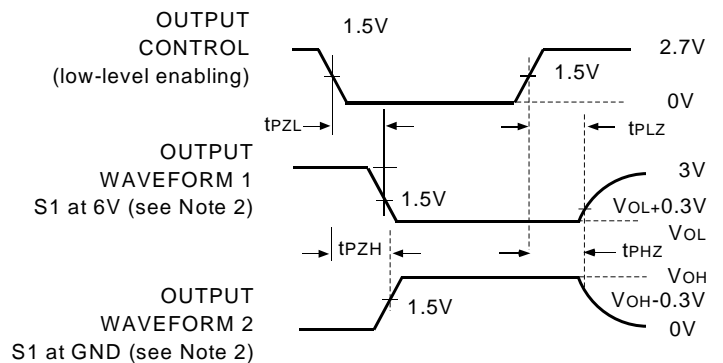 OUTPUT
CONTROL
(low-level enabling)
1.5V
2.7V
1.5V
0V
tPZL
tPLZ
OUTPUT
WAVEFORM 1
S1 at 6V (see Note 2)
1.5V
3V
VOL+0.3V
VOL
tPZH
tPHZ
OUTPUT
WAVEFORM 2
S1 at GND (see Note 2)
1.5V
VOH
VOH-0.3V
0V